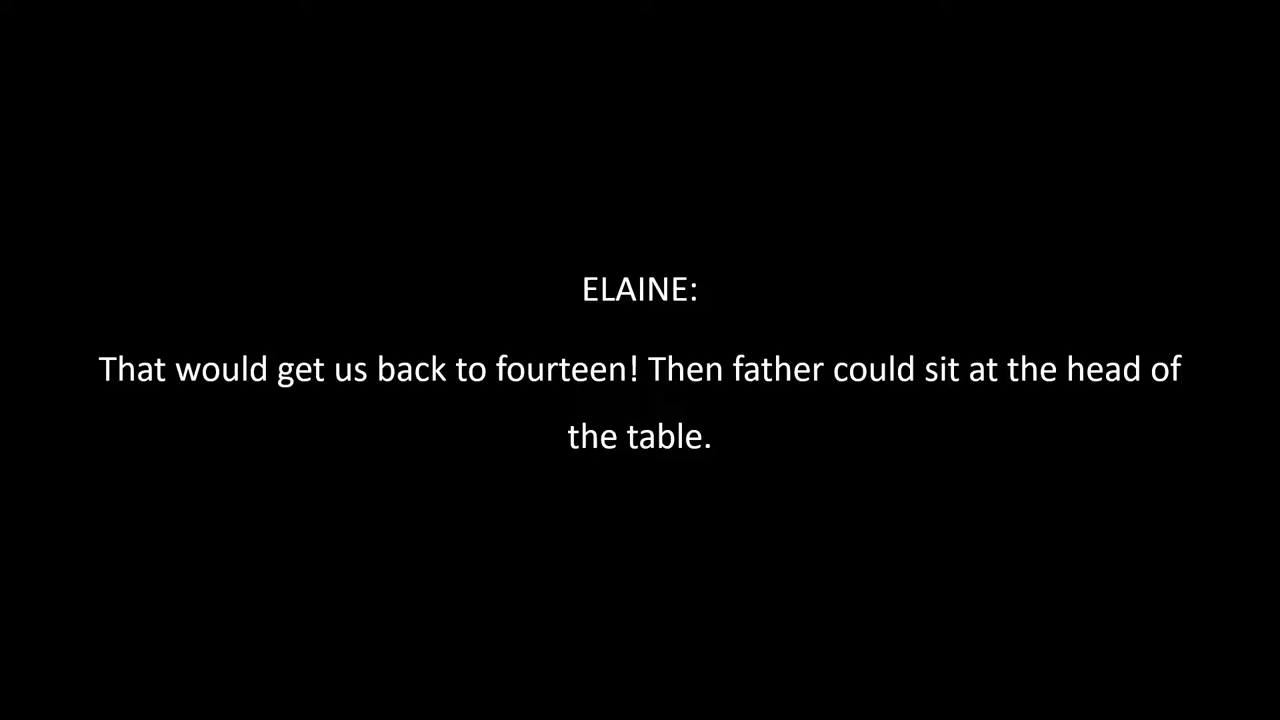 ELAINE:
That would get us back to fourteen! Then father could sit at the head of
the table.